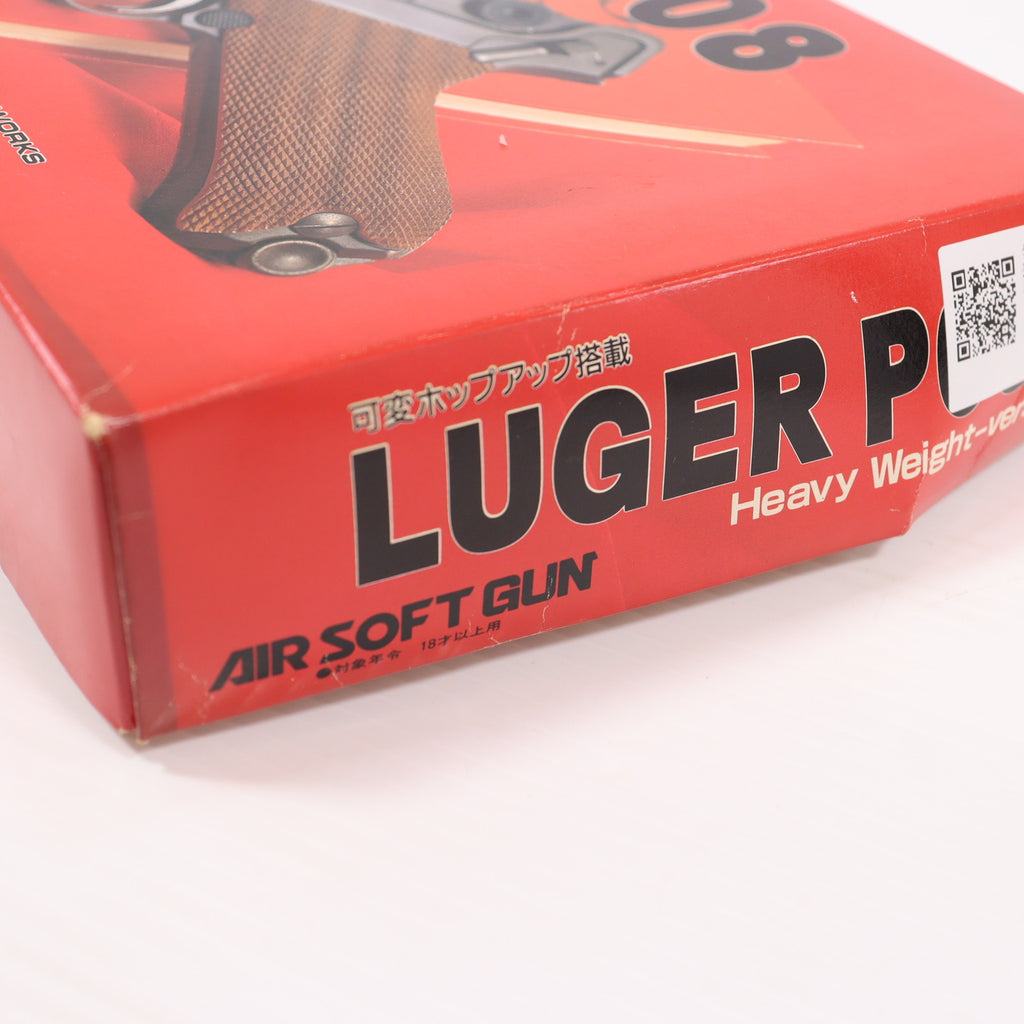 08
WORKS
可変ホップアップ搭載
LUGER P
Heavy Weight-ver
AIR SOFT GUN
●対象年令 18才以上用